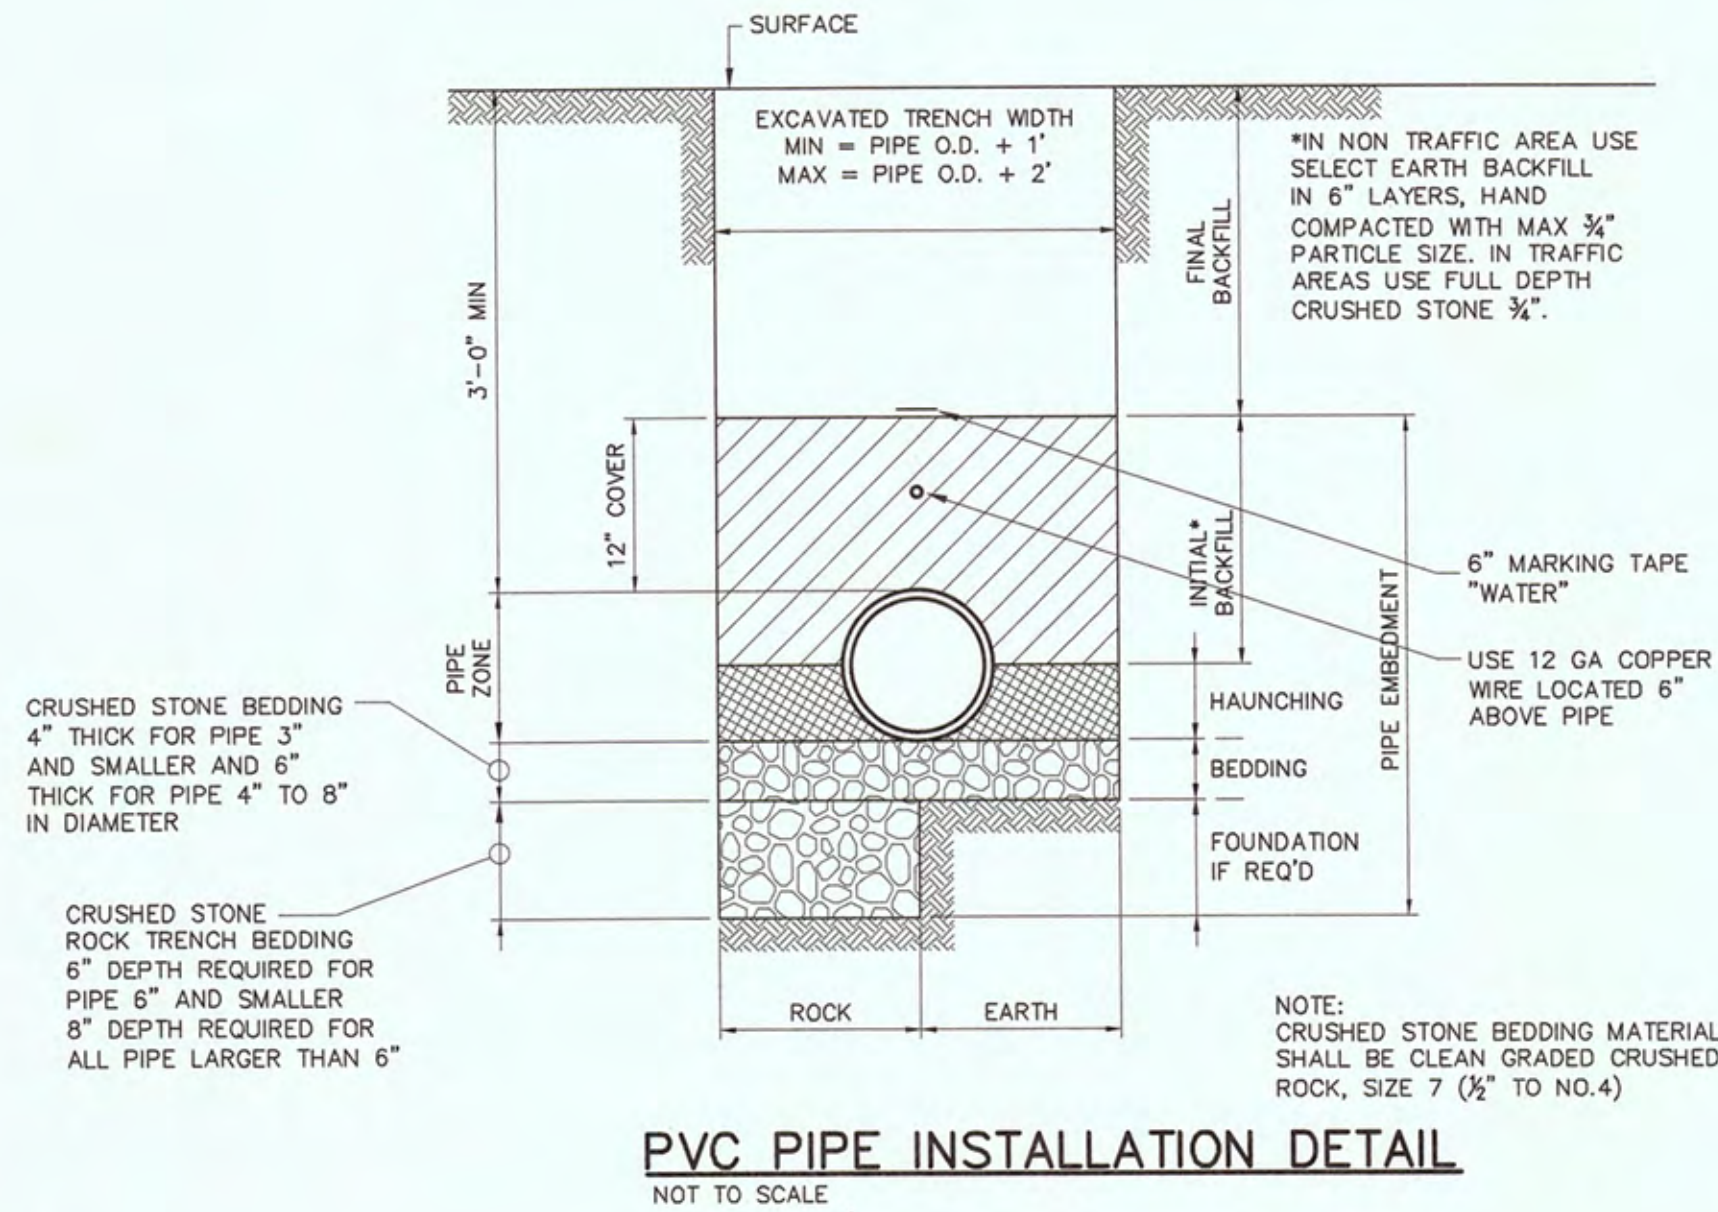 SURFACE
EXCAVATED TRENCH WIDTH
MIN = PIPE O.D. + 1'
MAX = PIPE O.D. + 2'
*IN NON TRAFFIC AREA USE
SELECT EARTH BACKFILL
IN 6" LAYERS, HAND
COMPACTED WITH MAX ¾"
PARTICLE SIZE. IN TRAFFIC
AREAS USE FULL DEPTH
CRUSHED STONE ¾".
FINAL
BACKFILL
3'-0" MIN
12" COVER
INITIAL*
BACKFILL
6" MARKING TAPE
"WATER"
PIPE EMBEDMENT
USE 12 GA COPPER
WIRE LOCATED 6"
ABOVE PIPE
PIPE
ZONE
HAUNCHING
BEDDING
FOUNDATION
IF REQ'D
CRUSHED STONE BEDDING
4" THICK FOR PIPE 3"
AND SMALLER AND 6"
THICK FOR PIPE 4" TO 8"
IN DIAMETER
CRUSHED STONE
ROCK TRENCH BEDDING
6" DEPTH REQUIRED FOR
PIPE 6" AND SMALLER
8" DEPTH REQUIRED FOR
ALL PIPE LARGER THAN 6"
ROCK
EARTH
NOTE:
CRUSHED STONE BEDDING MATERIAL
SHALL BE CLEAN GRADED CRUSHED
ROCK, SIZE 7 (½" TO NO.4)
PVC PIPE INSTALLATION DETAIL
NOT TO SCALE